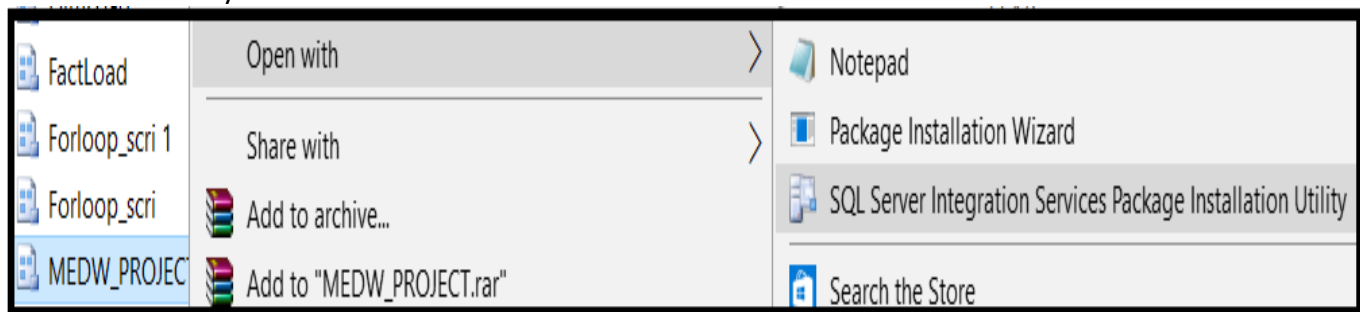 FactLoad
Forloop_scri 1
Forloop_scri
MEDW_PROJECT
Open with
Share with
Add to archive...
Add to "MEDW_PROJECT.rar"
Notepad
Package Installation Wizard
SQL Server Integration Services Package Installation Utility
Search the Store